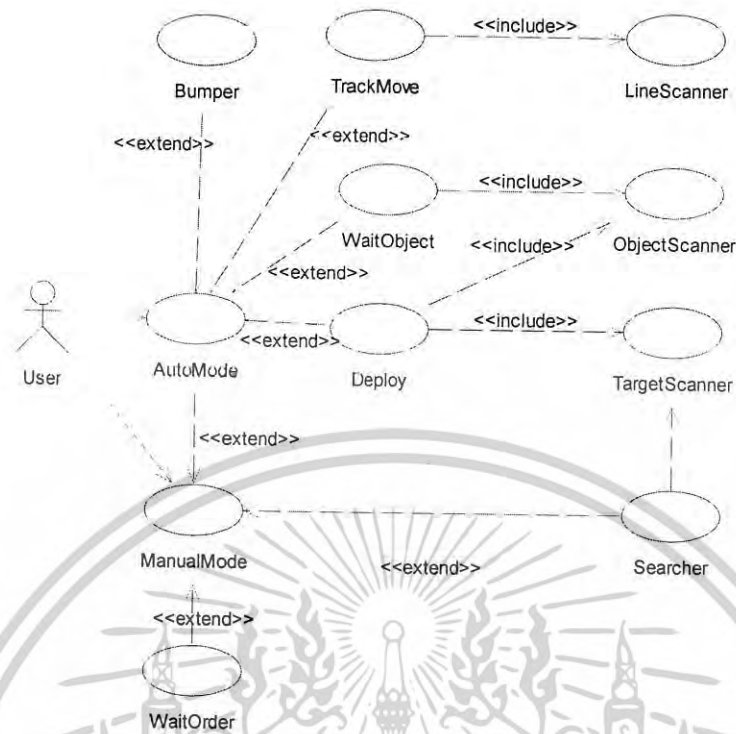 <<include>>
Bumper
TrackMove
LineScanner
<<extend>>
<<extend>>
<<include>>
WaitObject
<<include>>
ObjectScanner
<<extend>>
<<include>>
<<extend>>
User
AutoMode
Deploy
TargetScanner
<<extend>>
ManualMode
<<extend>>
Searcher
<<extend>>
WaitOrder